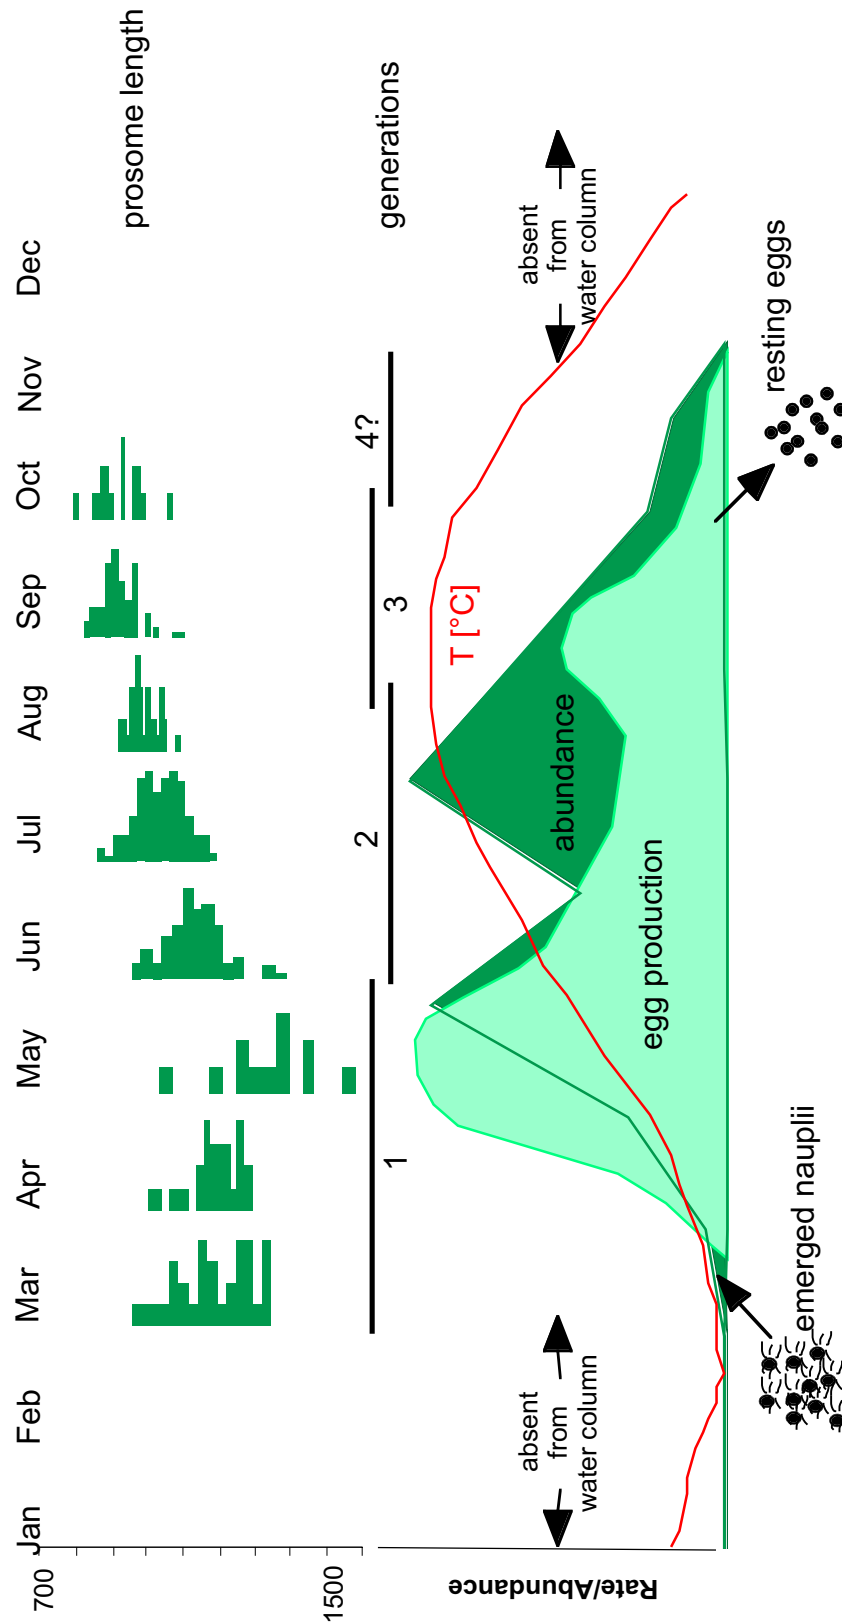 Jan Feb Mar Apr May Jun Jul Aug Sep Oct Nov Dec
700
1500
prosome length
generations
1
2
3
4?
Rate/Abundance
absent
from
water column
T [°C]
abundance
egg production
absent
from
water column
emerged nauplii
resting eggs